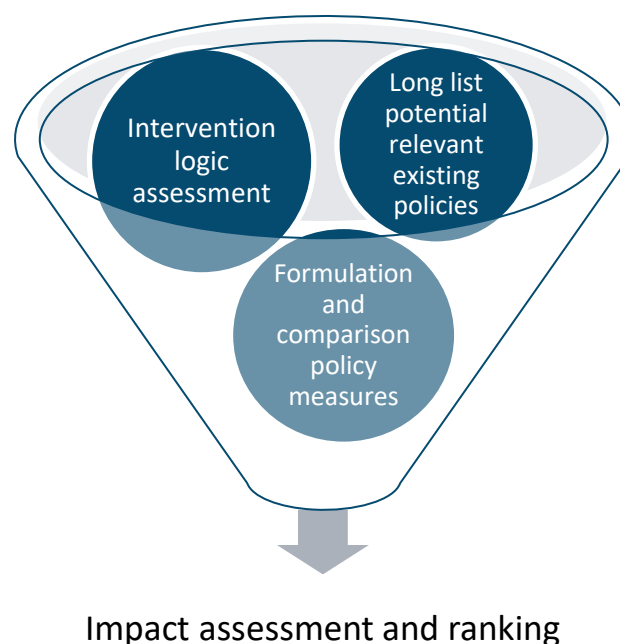 Intervention
logic
assessment
Long list
potential
relevant
existing
policies
Formulation
and
comparison
policy
measures
Impact assessment and ranking